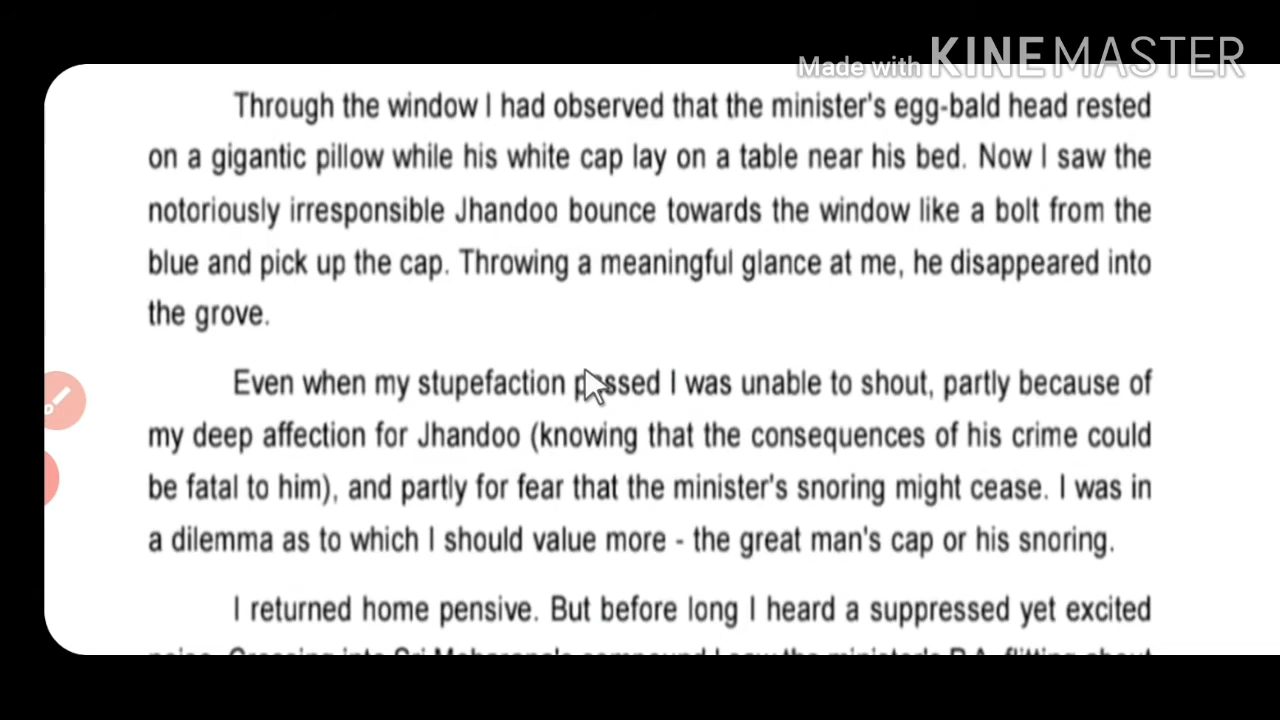 Made with KINEMASTER
Through the window I had observed that the minister's egg-bald head rested
on a gigantic pillow while his white cap lay on a table near his bed. Now I saw the
notoriously irresponsible Jhandoo bounce towards the window like a bolt from the
blue and pick up the cap. Throwing a meaningful glance at me, he disappeared into
the grove.
Even when my stupefaction passed I was unable to shout, partly because of
my deep affection for Jhandoo (knowing that the consequences of his crime could
be fatal to him), and partly for fear that the minister's snoring might cease. I was in
a dilemma as to which I should value more - the great man's cap or his snoring.
I returned home pensive. But before long I heard a suppressed yet excited